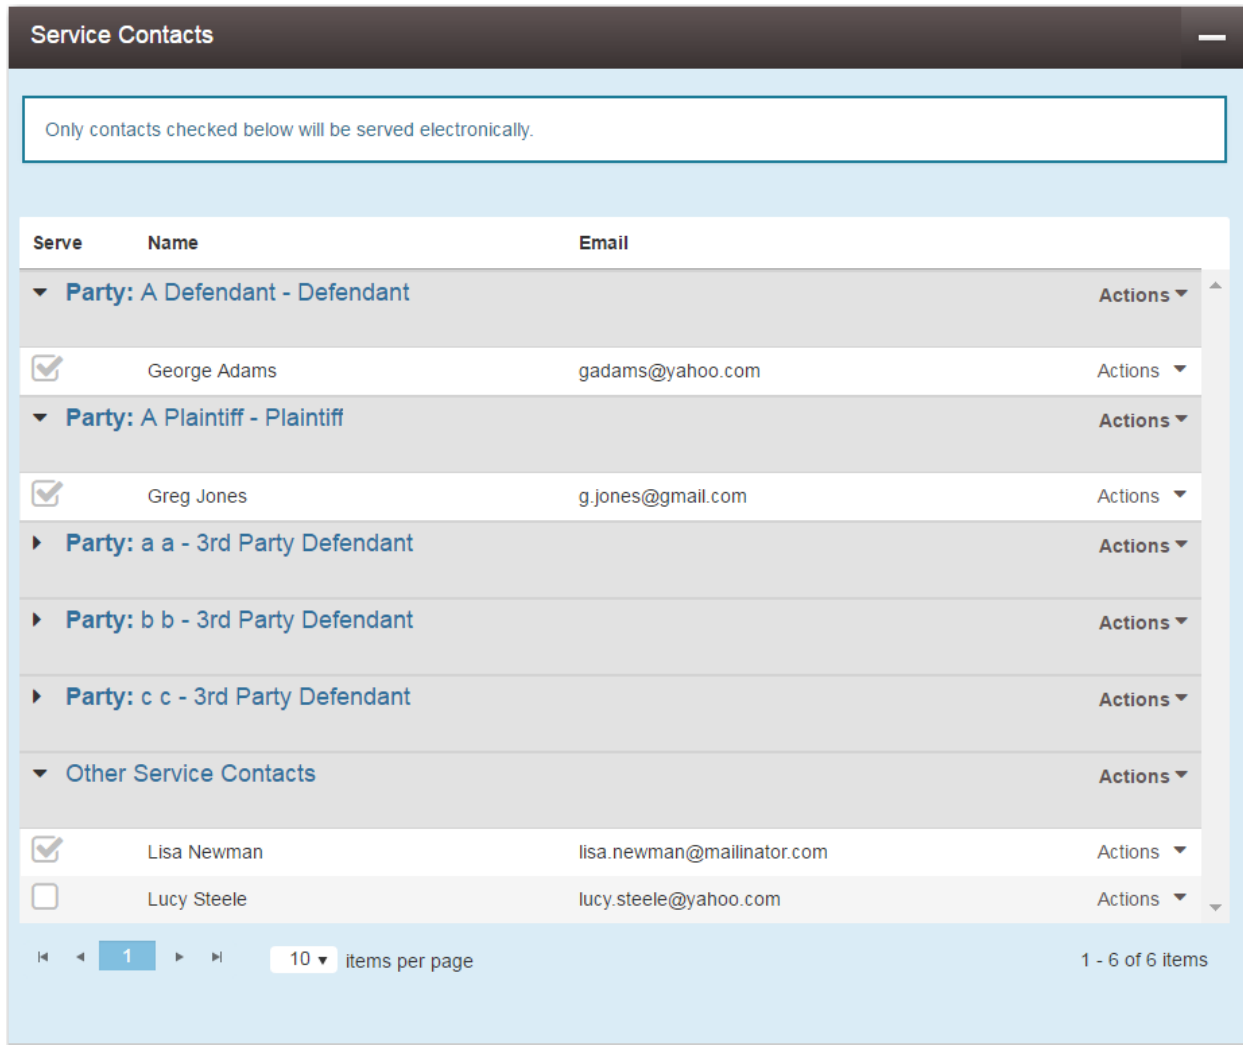 Service Contacts
Only contacts checked below will be served electronically.
Serve Name Email
Party: A Defendant - Defendant Actions
George Adams gadams@yahoo.com Actions
Party: A Plaintiff - Plaintiff Actions
Greg Jones g.jones@gmail.com Actions
Party: a a - 3rd Party Defendant Actions
Party: b b - 3rd Party Defendant Actions
Party: c c - 3rd Party Defendant Actions
Other Service Contacts Actions
Lisa Newman lisa.newman@mailinator.com Actions
Lucy Steele lucy.steele@yahoo.com Actions
1 10 items per page 1 - 6 of 6 items